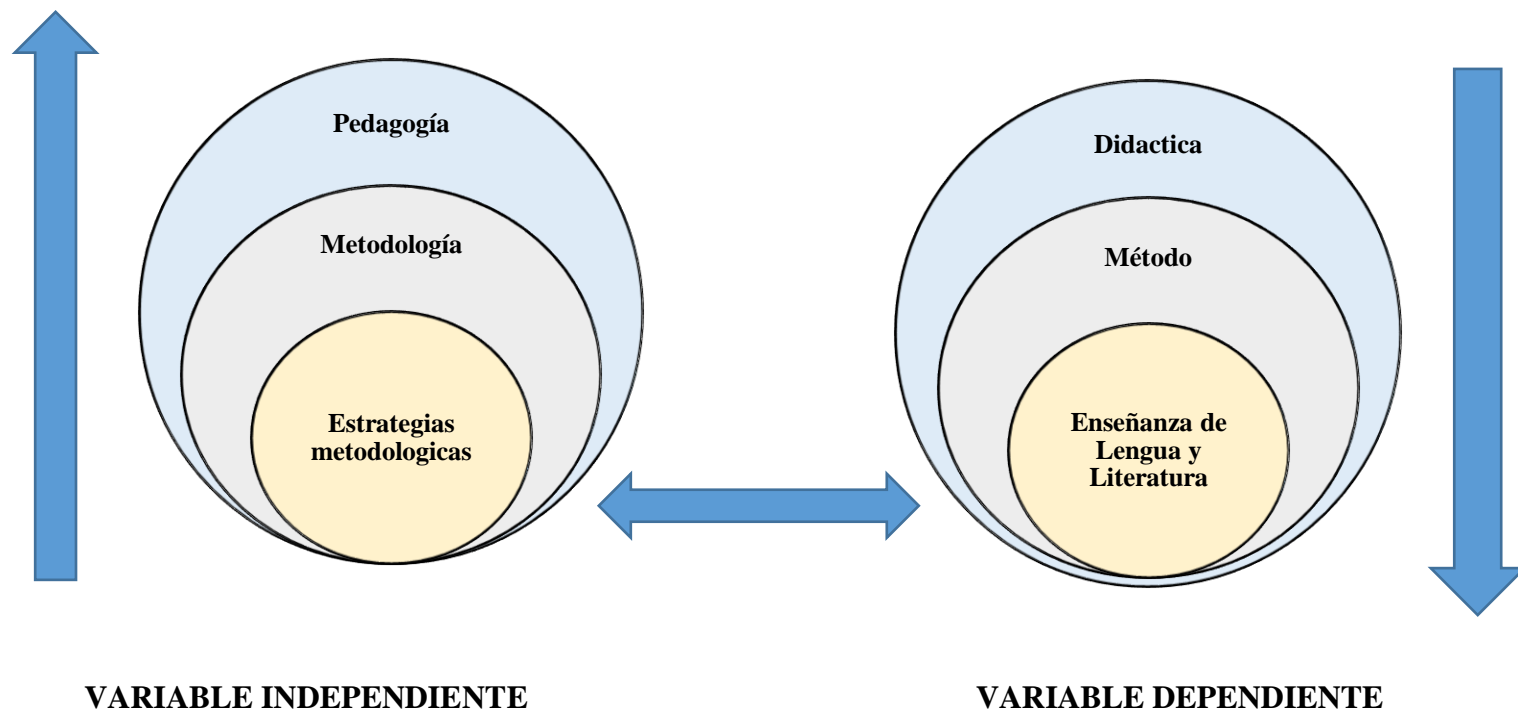 Pedagogía
Metodología
Estrategias
metodologicas
Didactica
Método
Enseñanza de
Lengua y
Literatura
VARIABLE INDEPENDIENTE
VARIABLE DEPENDIENTE